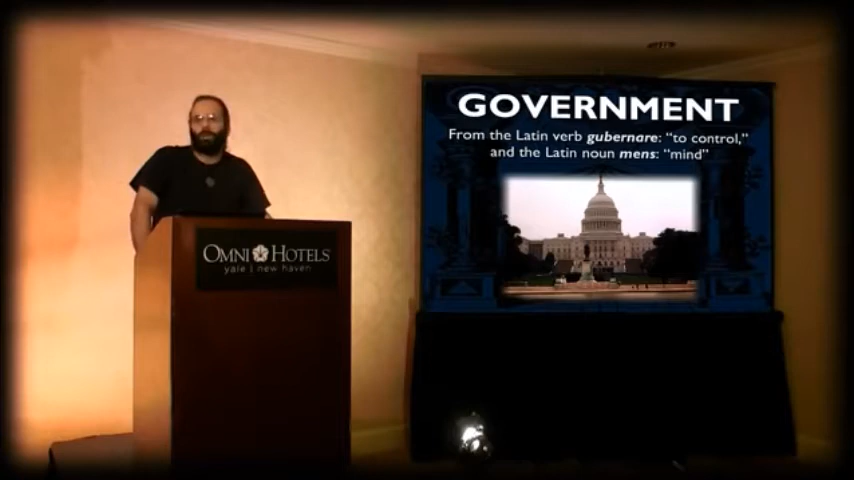 GOVERNMENT
From the Latin verb gubernare: “to control,”
and the Latin noun mens: “mind”
OMNI HOTELS
yale | new haven